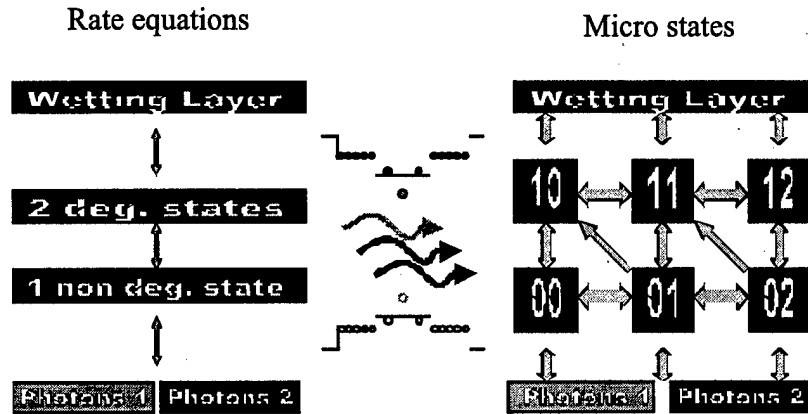 Rate equations
Micro states
Wetting Layer
2 deg. states
1 non deg. state
Photons 1 Photons 2
Wetting Layer
10 11 12
00 01 02
Photons 1 Photons 2